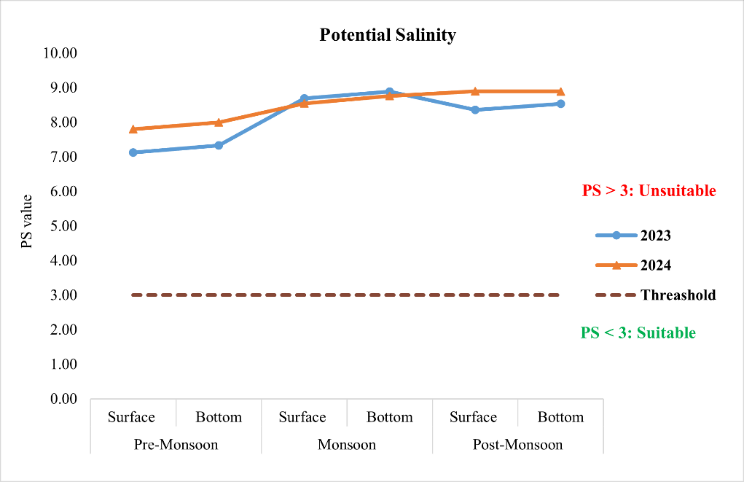 Potential Salinity
10.00
9.00
8.00
7.00
6.00
5.00
4.00
3.00
2.00
1.00
0.00
PS value
PS > 3: Unsuitable
2023
2024
Threashold
PS < 3: Suitable
Surface Bottom Surface Bottom Surface Bottom
Pre-Monsoon Monsoon Post-Monsoon